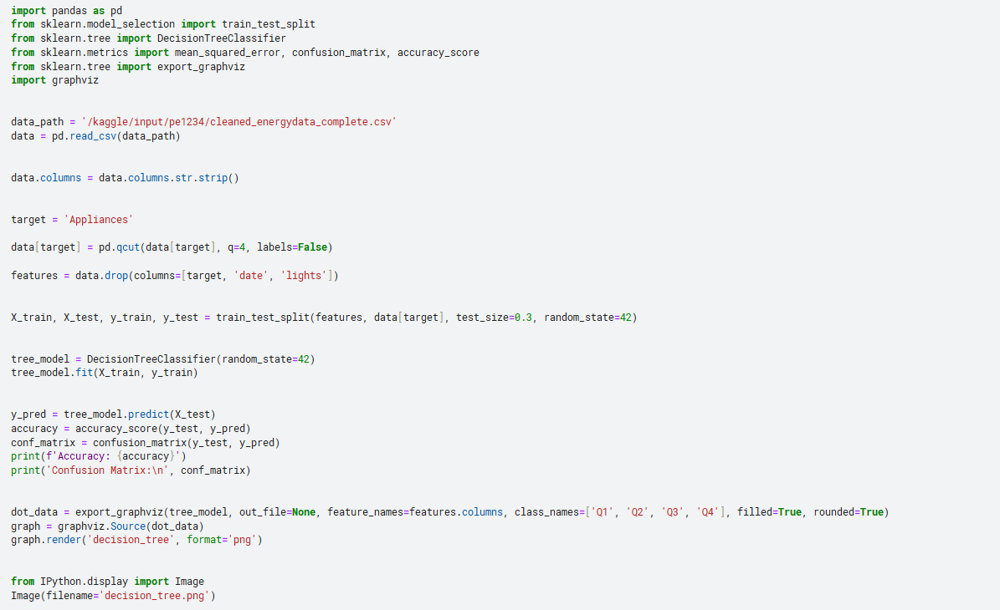 import pandas as pd
from sklearn.model_selection import train_test_split
from sklearn.tree import DecisionTreeClassifier
from sklearn.metrics import mean_squared_error, confusion_matrix, accuracy_score
from sklearn.tree import export_graphviz
import graphviz
data_path = '/kaggle/input/pe1234/cleaned_energydata_complete.csv'
data = pd.read_csv(data_path)
data.columns = data.columns.str.strip()
target = 'Appliances'
data[target] = pd.qcut(data[target], q=4, labels=False)
features = data.drop(columns=[target, 'date', 'lights'])
X_train, X_test, y_train, y_test = train_test_split(features, data[target], test_size=0.3, random_state=42)
tree_model = DecisionTreeClassifier(random_state=42)
tree_model.fit(X_train, y_train)
y_pred = tree_model.predict(X_test)
accuracy = accuracy_score(y_test, y_pred)
conf_matrix = confusion_matrix(y_test, y_pred)
print(f'Accuracy: {accuracy}')
print('Confusion Matrix:\n', conf_matrix)
dot_data = export_graphviz(tree_model, out_file=None, feature_names=features.columns, class_names=['Q1', 'Q2', 'Q3', 'Q4'], filled=True, rounded=True)
graph = graphviz.Source(dot_data)
graph.render('decision_tree', format='png')
from IPython.display import Image
Image(filename='decision_tree.png')